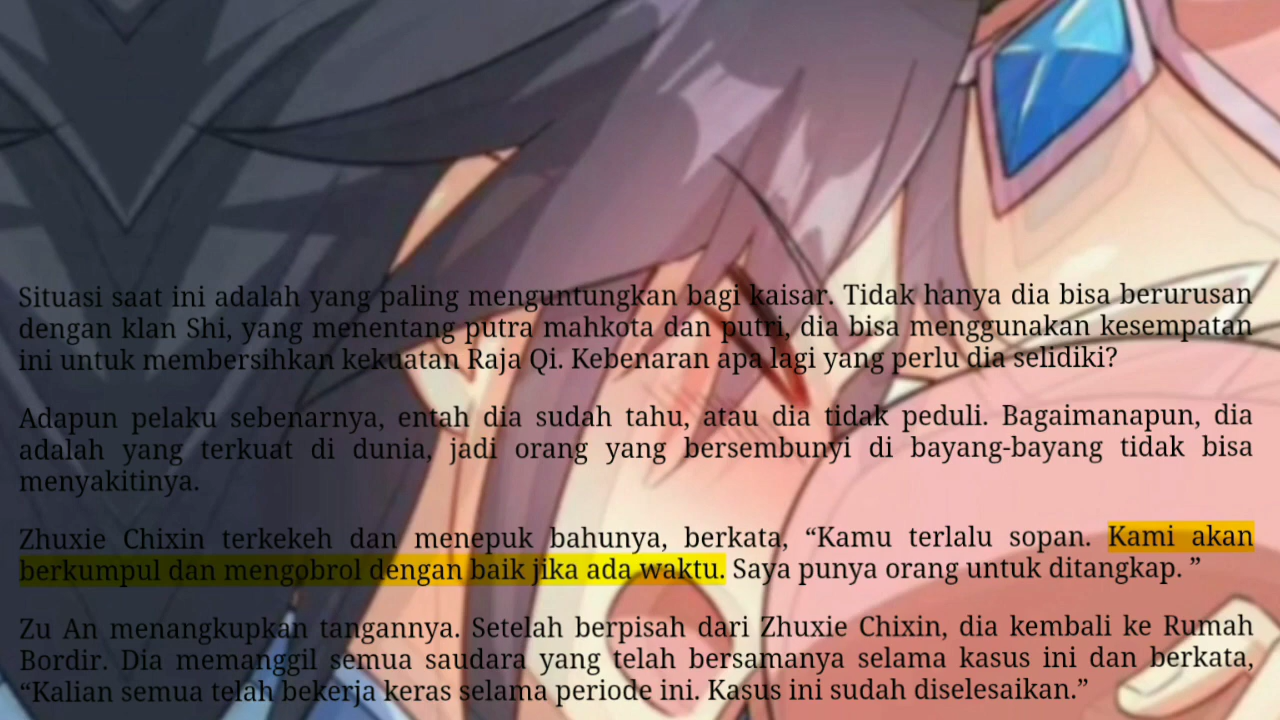 Situasi saat ini adalah yang paling menguntungkan bagi kaisar. Tidak hanya dia bisa berurusan
dengan klan Shi, yang menentang putra mahkota dan putri, dia bisa menggunakan kesempatan
ini untuk membersihkan kekuatan Raja Qi. Kebenaran apa lagi yang perlu dia selidiki?
Adapun pelaku sebenarnya, entah dia sudah tahu, atau dia tidak peduli. Bagaimanapun, dia
adalah yang terkuat di dunia, jadi orang yang bersembunyi di bayang-bayang tidak bisa
menyakitinya.
Zhuxie Chixin terkekeh dan menepuk bahunya, berkata, “Kamu terlalu sopan. Kami akan
berkumpul dan mengobrol dengan baik jika ada waktu. Saya punya orang untuk ditangkap. ”
Zu An menangkupkan tangannya. Setelah berpisah dari Zhuxie Chixin, dia kembali ke Rumah
Bordir. Dia memanggil semua saudara yang telah bersamanya selama kasus ini dan berkata,
“Kalian semua telah bekerja keras selama periode ini. Kasus ini sudah diselesaikan.”